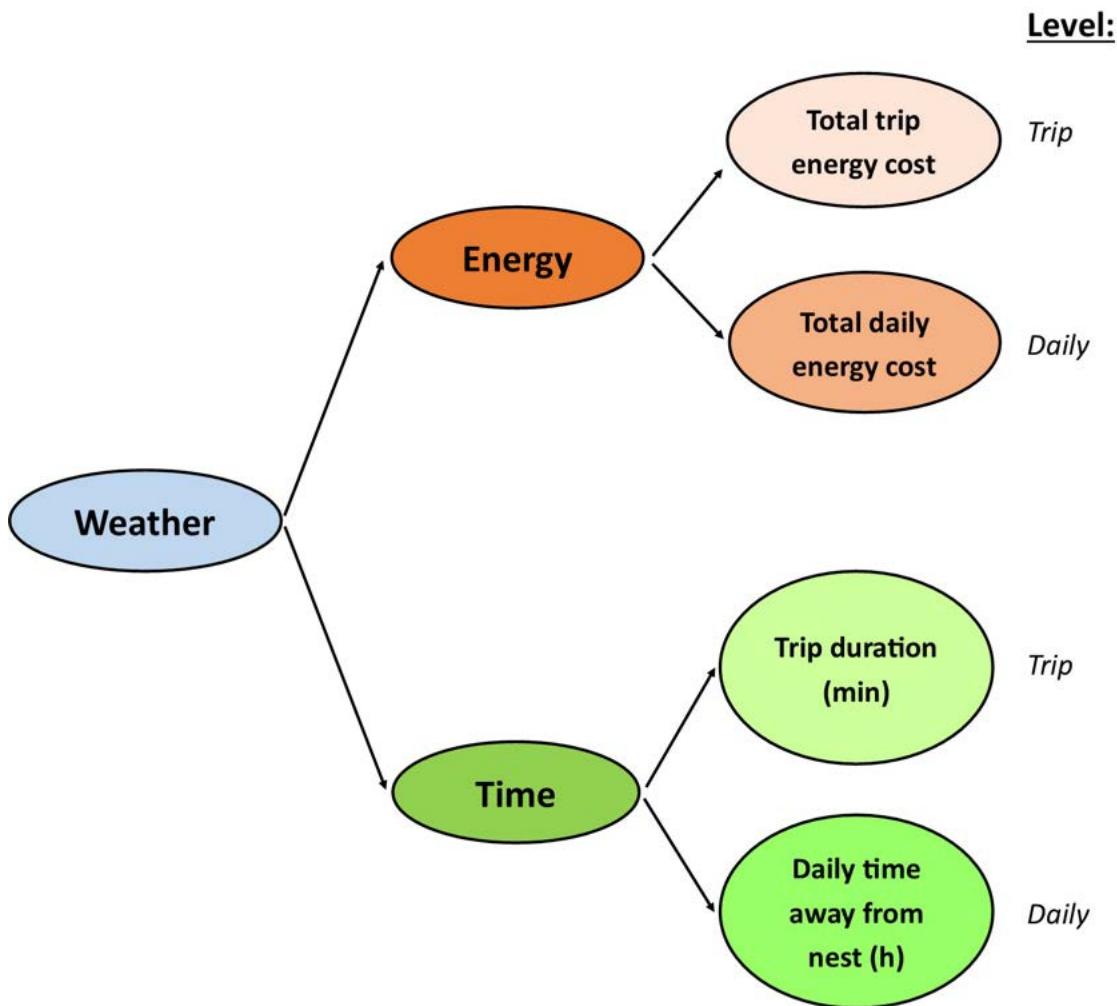 Level:
Total trip
energy cost
Trip
Energy
Total daily
energy cost
Daily
Weather
Trip duration
(min)
Trip
Time
Daily time
away from
nest (h)
Daily